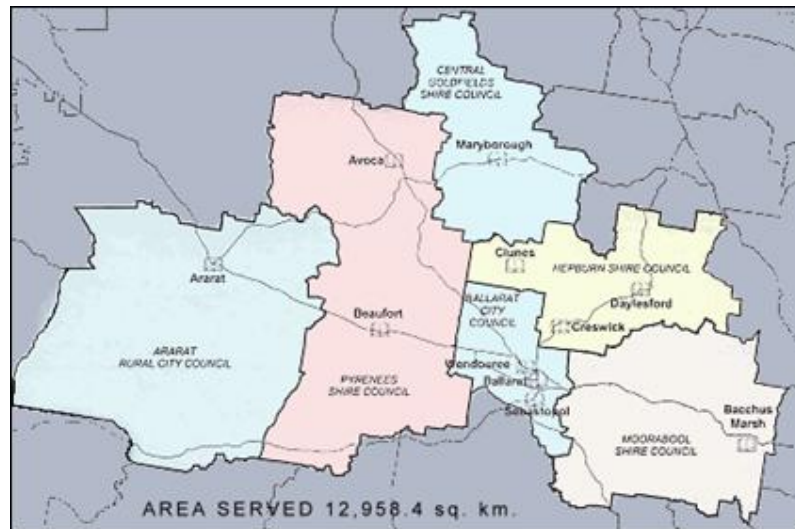 CENTRAL
GOLDFIELDS
SHIRE COUNCIL
Maryborough
Avoca
Clunes
HEPBURN SHIRE COUNCIL
Ararat
Daylesford
BALLARAT
CITY
COUNCIL
Beaufort
Creswick
ARARAT
RURAL CITY COUNCIL
Wendouree
Ballarat
PYRENEES
SHIRE COUNCIL
Sebastopol
Bacchus
Marsh
MOORABOOL
SHIRE COUNCIL
AREA SERVED 12,958.4 sq. km.